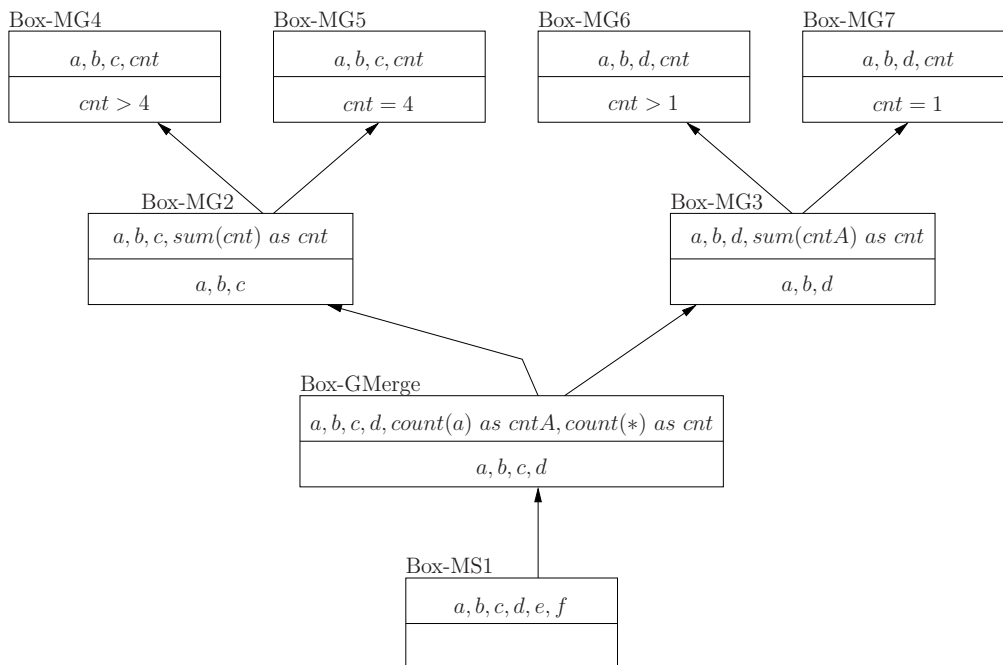 Box-MG4
Box-MG5
Box-MG6
Box-MG7
a, b, c, cnt
a, b, c, cnt
a, b, d, cnt
a, b, d, cnt
cnt > 4
cnt = 4
cnt > 1
cnt = 1
Box-MG2
Box-MG3
a, b, c, sum(cnt) as cnt
a, b, d, sum(cntA) as cnt
a, b, c
a, b, d
Box-GMerge
a, b, c, d, count(a) as cntA, count(*) as cnt
a, b, c, d
Box-MS1
a, b, c, d, e, f